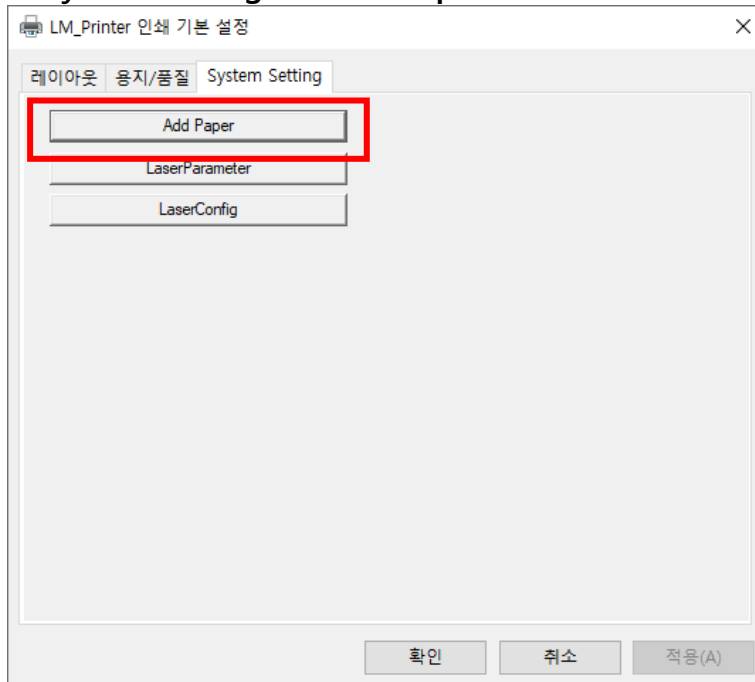 LM_Printer 인쇄 기본 설정
레이아웃 용지/품질 System Setting
Add Paper
LaserParameter
LaserConfig
확인 취소 적용(A)